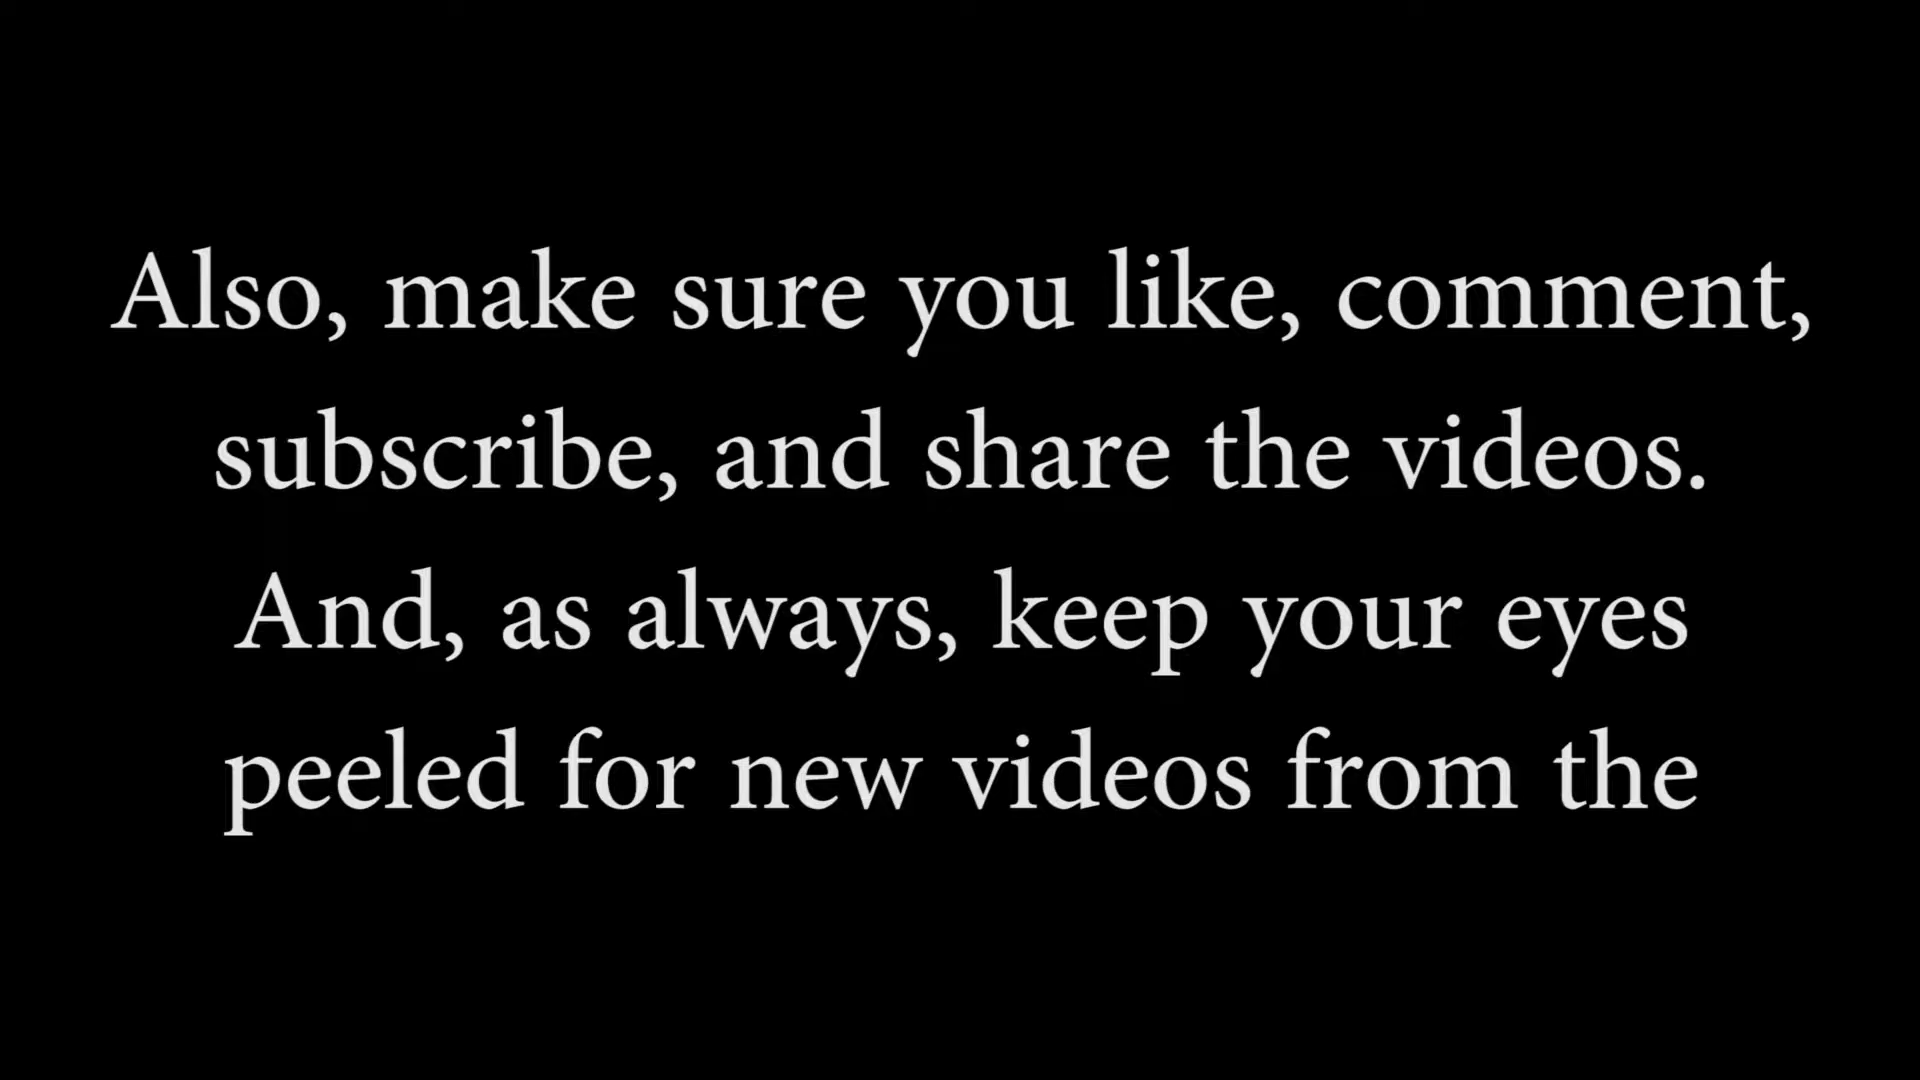 Also, make sure you like, comment,
subscribe, and share the videos.
And, as always, keep your eyes
peeled for new videos from the